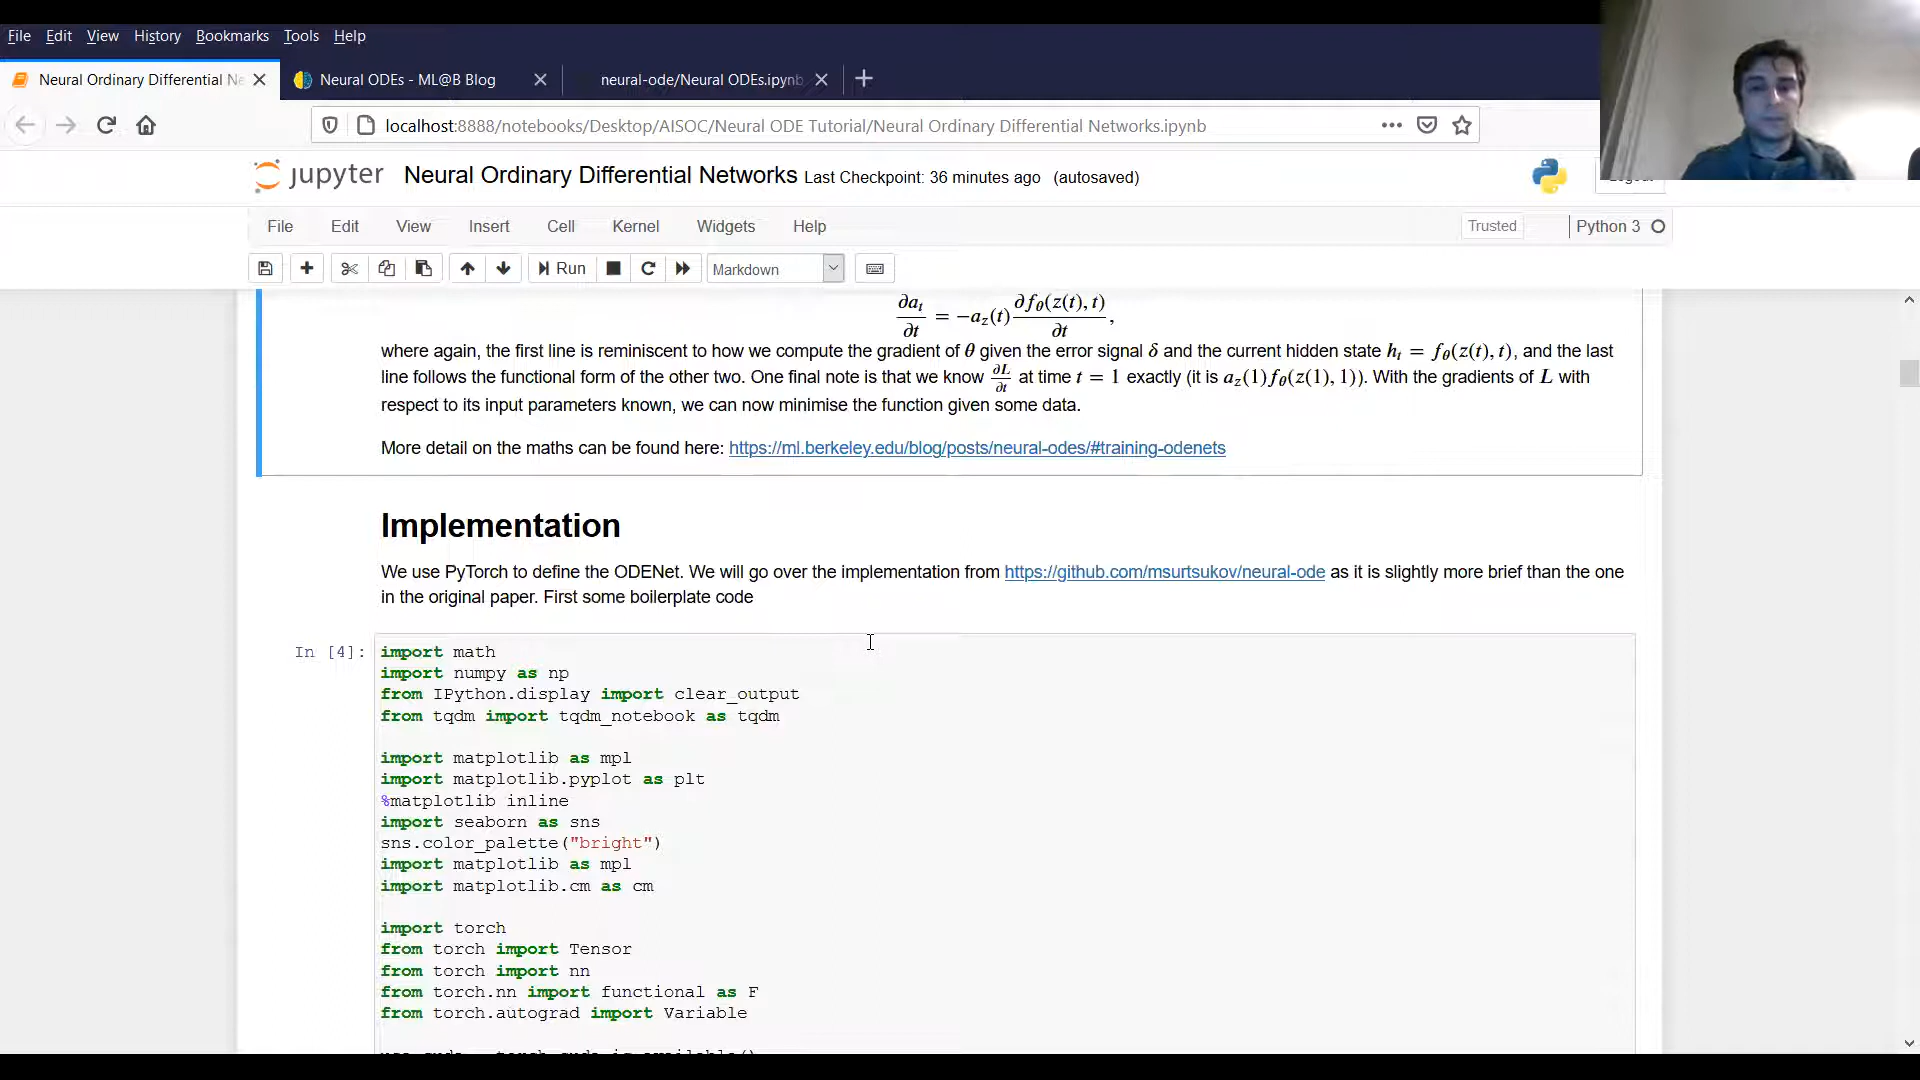 File Edit View History Bookmarks Tools Help
Neural Ordinary Differential Ne
Neural ODEs - ML@B Blog
neural-ode/Neural ODEs.ipynb
localhost:8888/notebooks/Desktop/AISOC/Neural ODE Tutorial/Neural Ordinary Differential Networks.ipynb
jupyter Neural Ordinary Differential Networks Last Checkpoint: 36 minutes ago (autosaved)
File Edit View Insert Cell Kernel Widgets Help Trusted Python 3
Run Markdown
∂a_t/∂t = −a_z(t) ∂f_θ(z(t), t)/∂t,
where again, the first line is reminiscent to how we compute the gradient of θ given the error signal δ and the current hidden state h_t = f_θ(z(t), t), and the last
line follows the functional form of the other two. One final note is that we know ∂L/∂t at time t = 1 exactly (it is a_z(1)f_θ(z(1), 1)). With the gradients of L with
respect to its input parameters known, we can now minimise the function given some data.
More detail on the maths can be found here: https://ml.berkeley.edu/blog/posts/neural-odes/#training-odenets
Implementation
We use PyTorch to define the ODENet. We will go over the implementation from https://github.com/msurtsukov/neural-ode as it is slightly more brief than the one
in the original paper. First some boilerplate code
In [4]: import math
import numpy as np
from IPython.display import clear_output
from tqdm import tqdm_notebook as tqdm
import matplotlib as mpl
import matplotlib.pyplot as plt
%matplotlib inline
import seaborn as sns
sns.color_palette("bright")
import matplotlib as mpl
import matplotlib.cm as cm
import torch
from torch import Tensor
from torch import nn
from torch.nn import functional as F
from torch.autograd import Variable